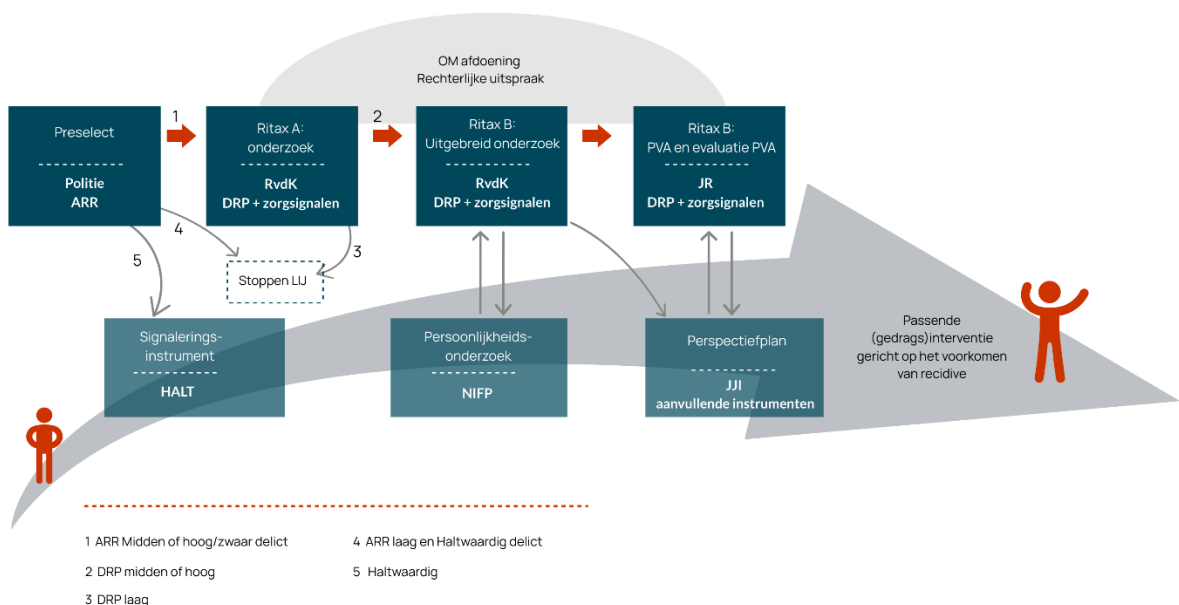 OM afdoening
Rechterlijke uitspraak
1
2
Preselect
Politie
ARR
Ritax A:
onderzoek
RvdK
DRP + zorgsignalen
Ritax B:
Uitgebreid onderzoek
RvdK
DRP + zorgsignalen
Ritax B:
PVA en evaluatie PVA
JR
DRP + zorgsignalen
4
3
5
Stoppen LIJ
Signalerings-
instrument
HALT
Persoonlijkheids-
onderzoek
NIFP
Perspectiefplan
JJI
aanvullende instrumenten
Passende
(gedrags)interventie
gericht op het voorkomen
van recidive
1 ARR Midden of hoog/zwaar delict
2 DRP midden of hoog
3 DRP laag
4 ARR laag en Haltwaardig delict
5 Haltwaardig